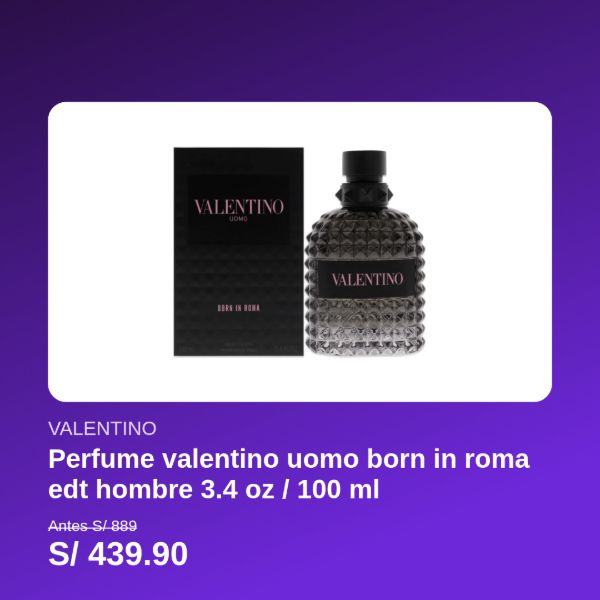 VALENTINO
UOMO
BORN IN ROMA
VALENTINO
VALENTINO
Perfume valentino uomo born in roma
edt hombre 3.4 oz / 100 ml
Antes S/ 889
S/ 439.90